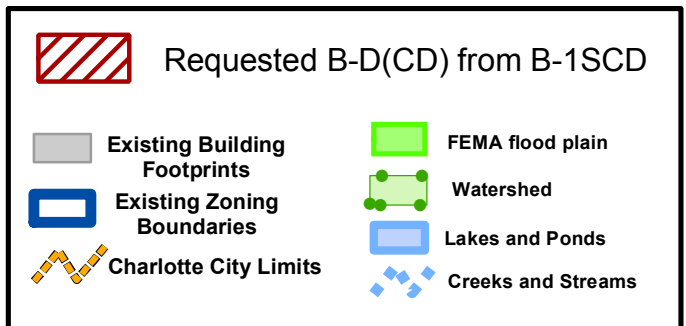 Requested B-D(CD) from B-1SCD
Existing Building
Footprints
Existing Zoning
Boundaries
Charlotte City Limits
FEMA flood plain
Watershed
Lakes and Ponds
Creeks and Streams